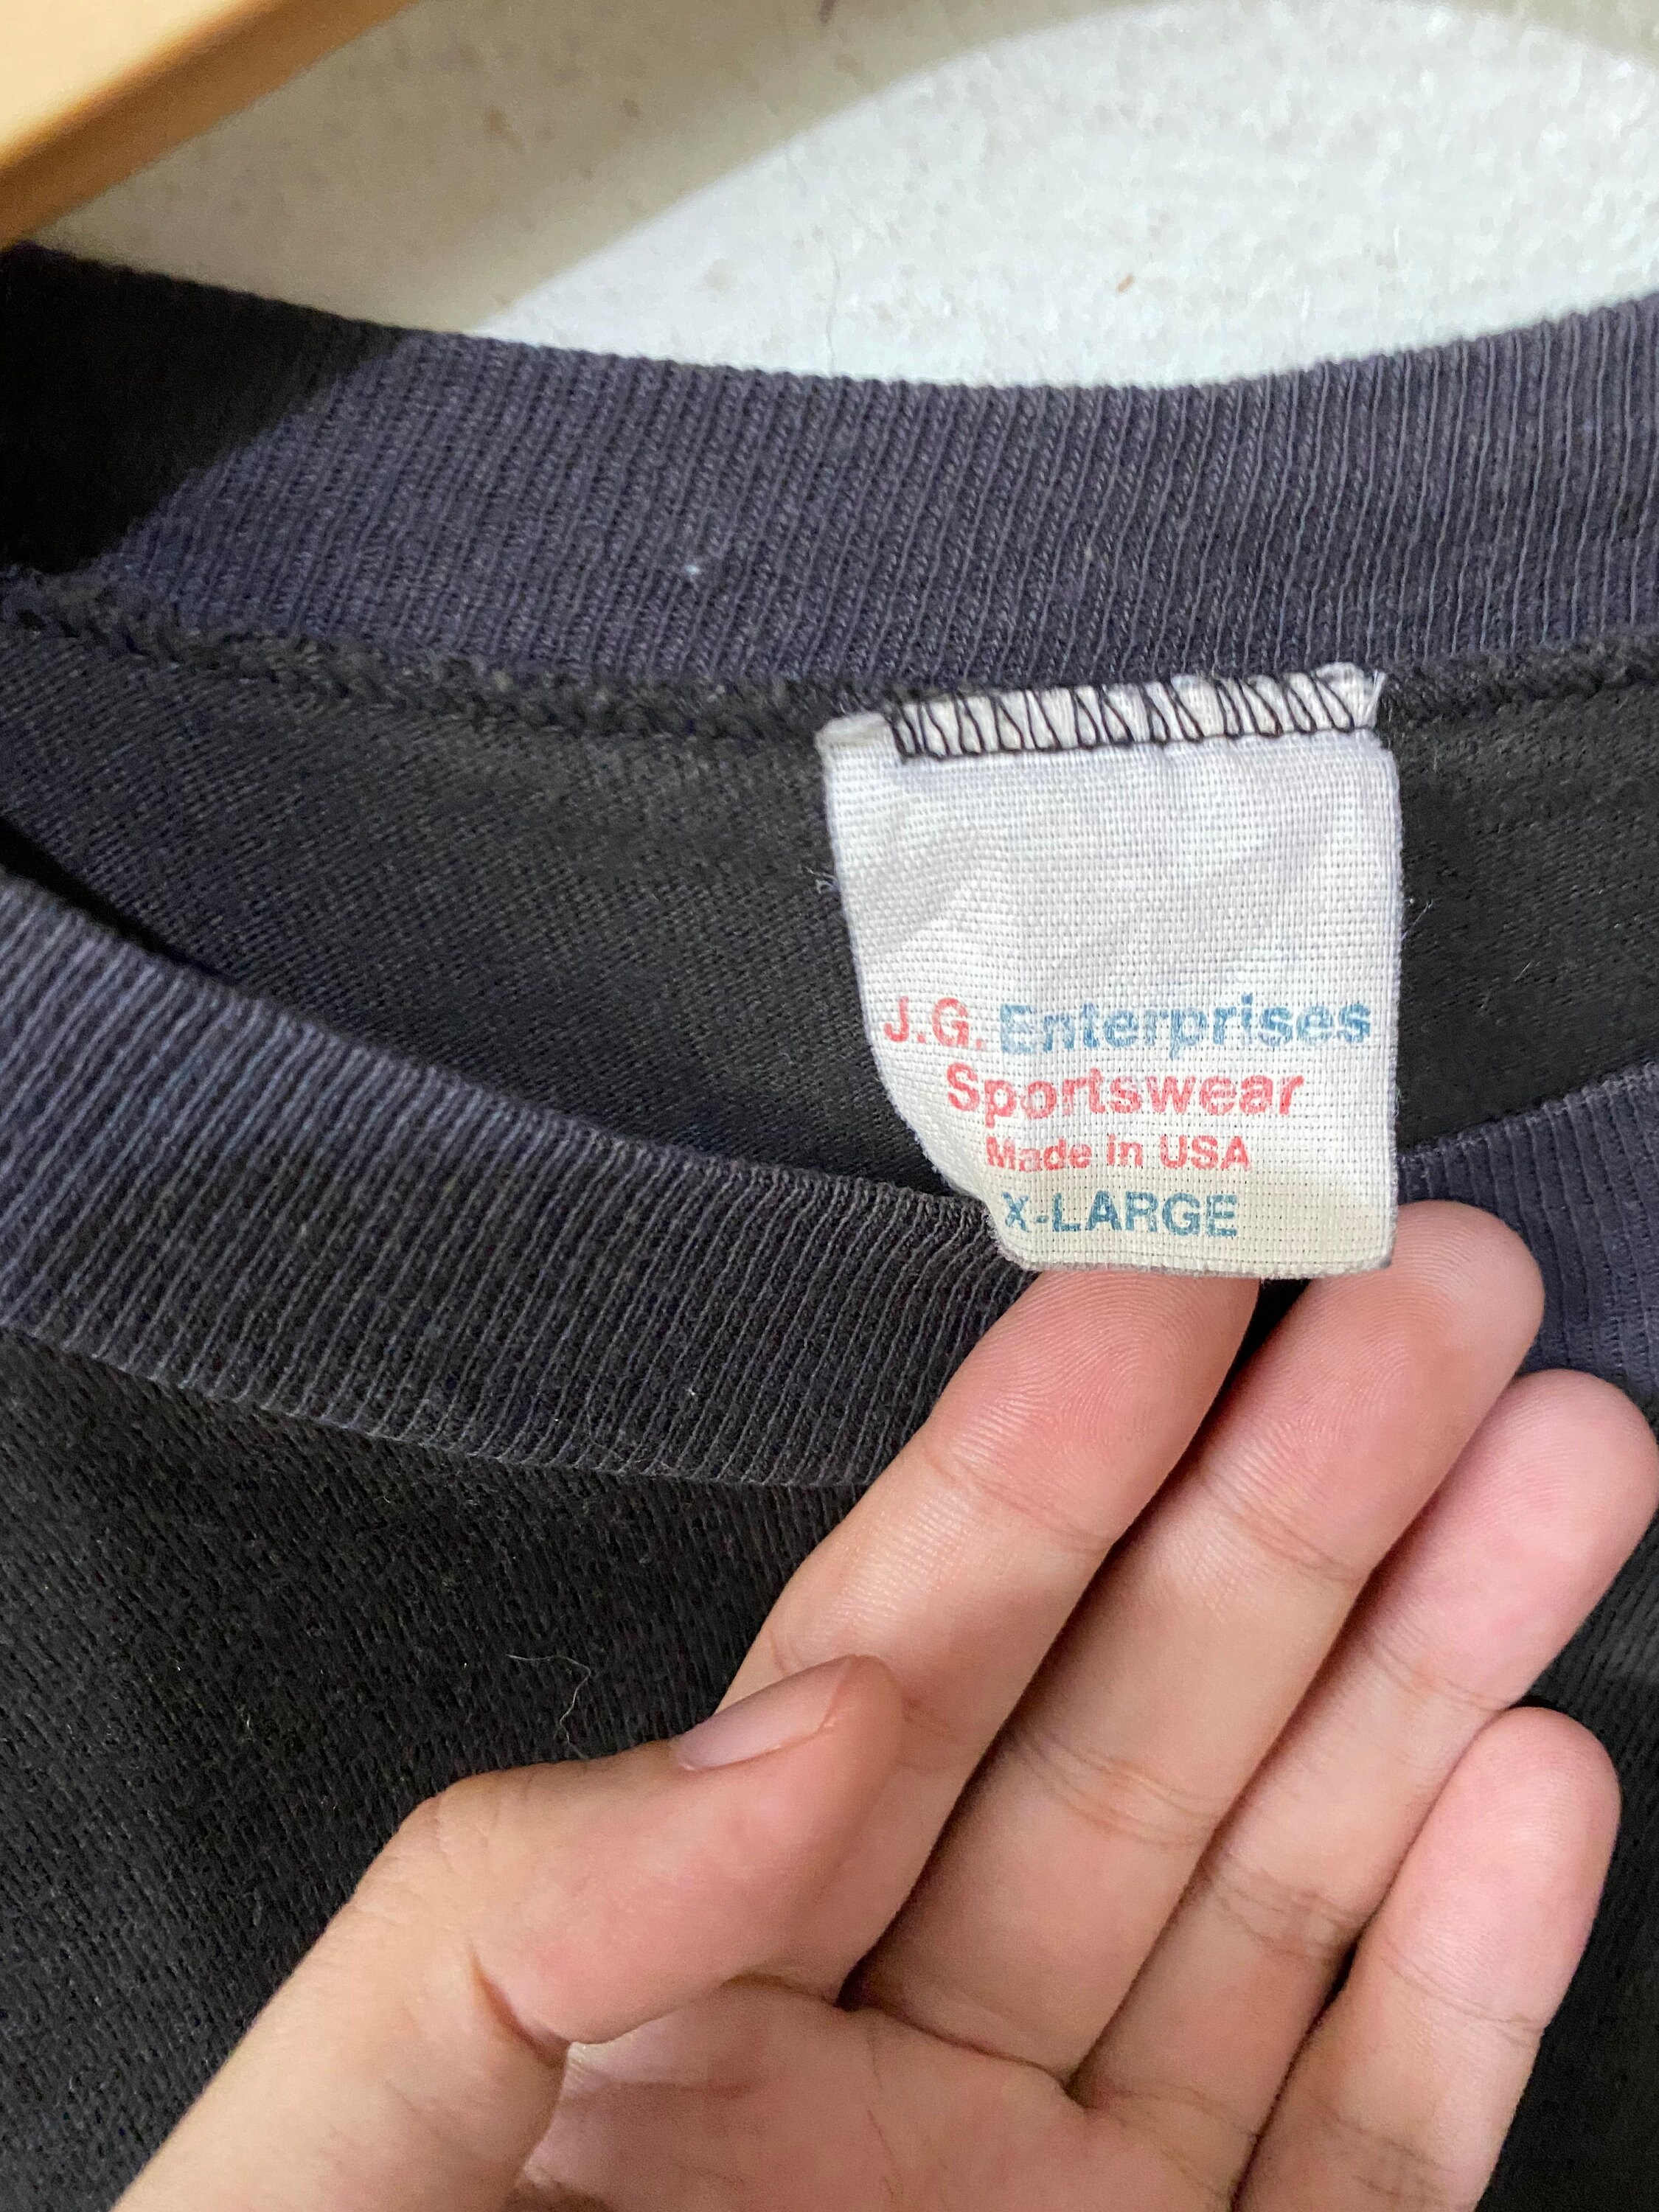 J.G. Enterprises
Sportswear
Made in USA
X-LARGE